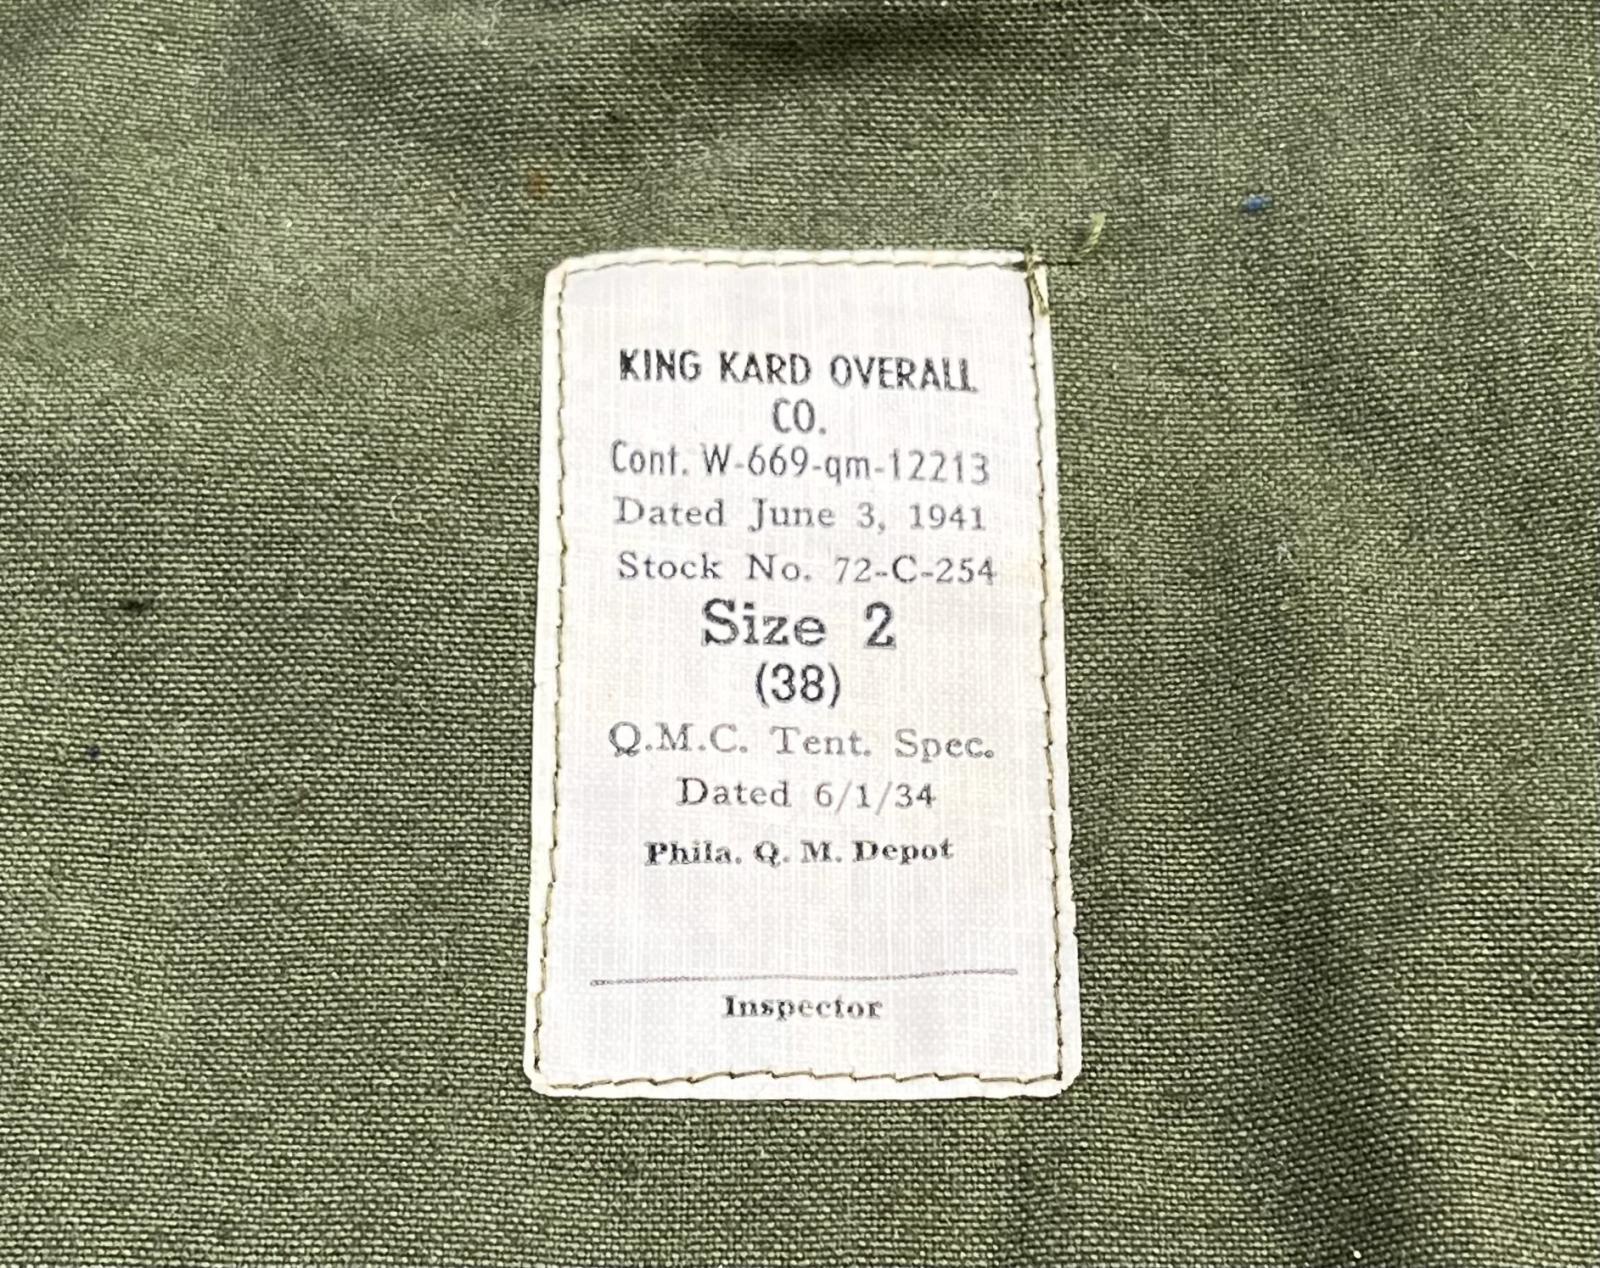 KING KARD OVERALL
CO.
Cont. W-669-qm-12213
Dated June 3, 1941
Stock No. 72-C-254
Size 2
(38)
Q.M.C. Tent. Spec.
Dated 6/1/34
Phila. Q. M. Depot
Inspector